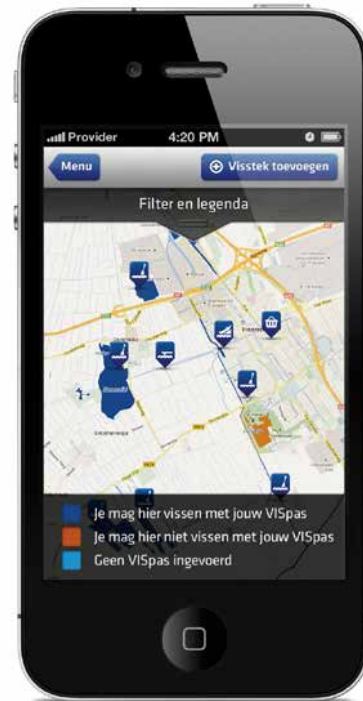 Provider
4:20 PM
Menu
Visstek toevoegen
Filter en legenda
Je mag hier vissen met jouw VISpas
Je mag hier niet vissen met jouw VISpas
Geen VISpas ingevoerd